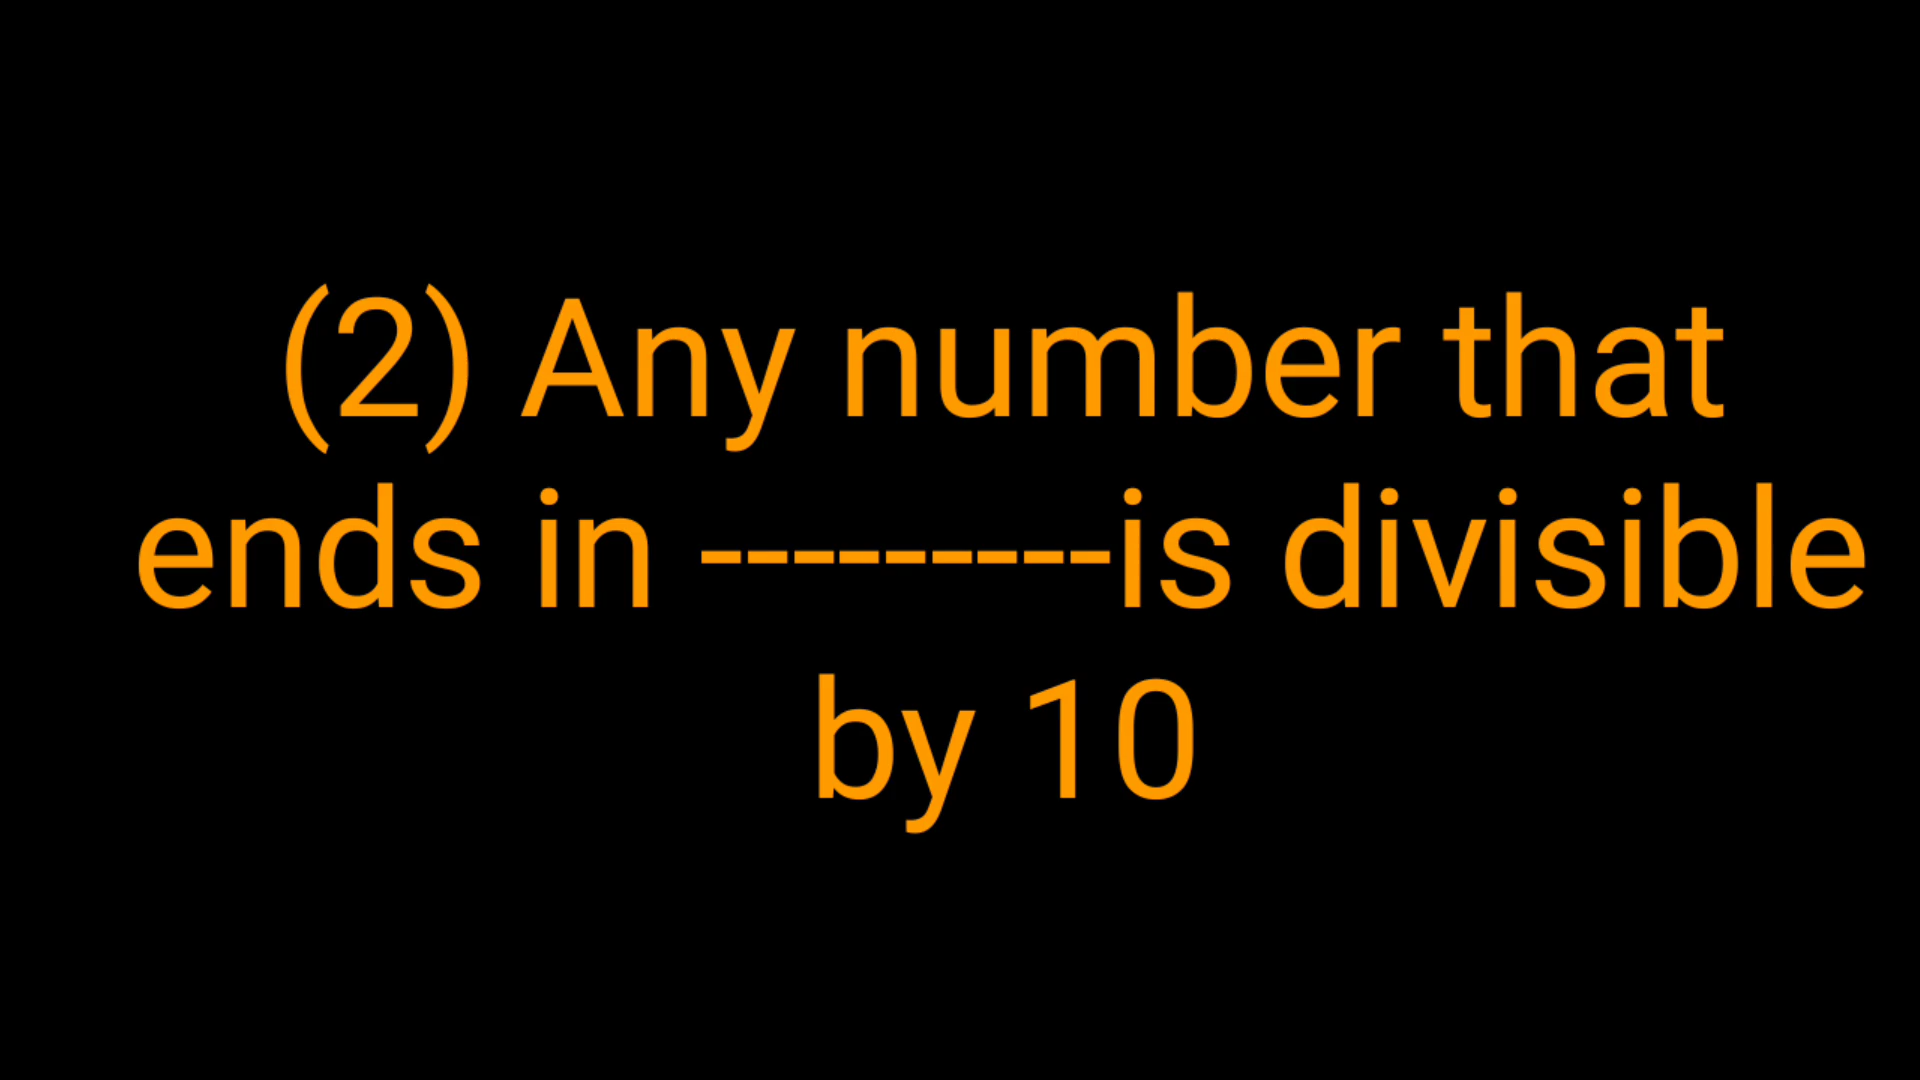 (2) Any number that
ends in ---------is divisible
by 10